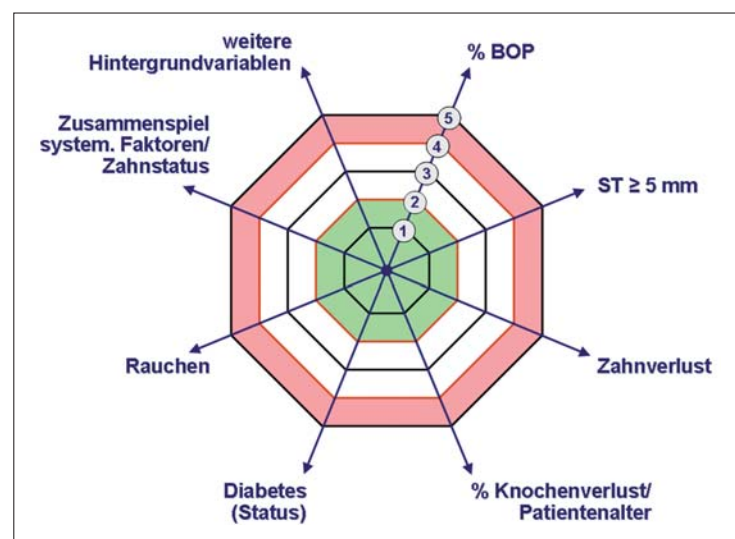 weitere
Hintergrundvariablen
% BOP
Zusammenspiel
system. Faktoren/
Zahnstatus
ST ≥ 5 mm
5
4
3
2
1
Rauchen
Zahnverlust
Diabetes
(Status)
% Knochenverlust/
Patientenalter